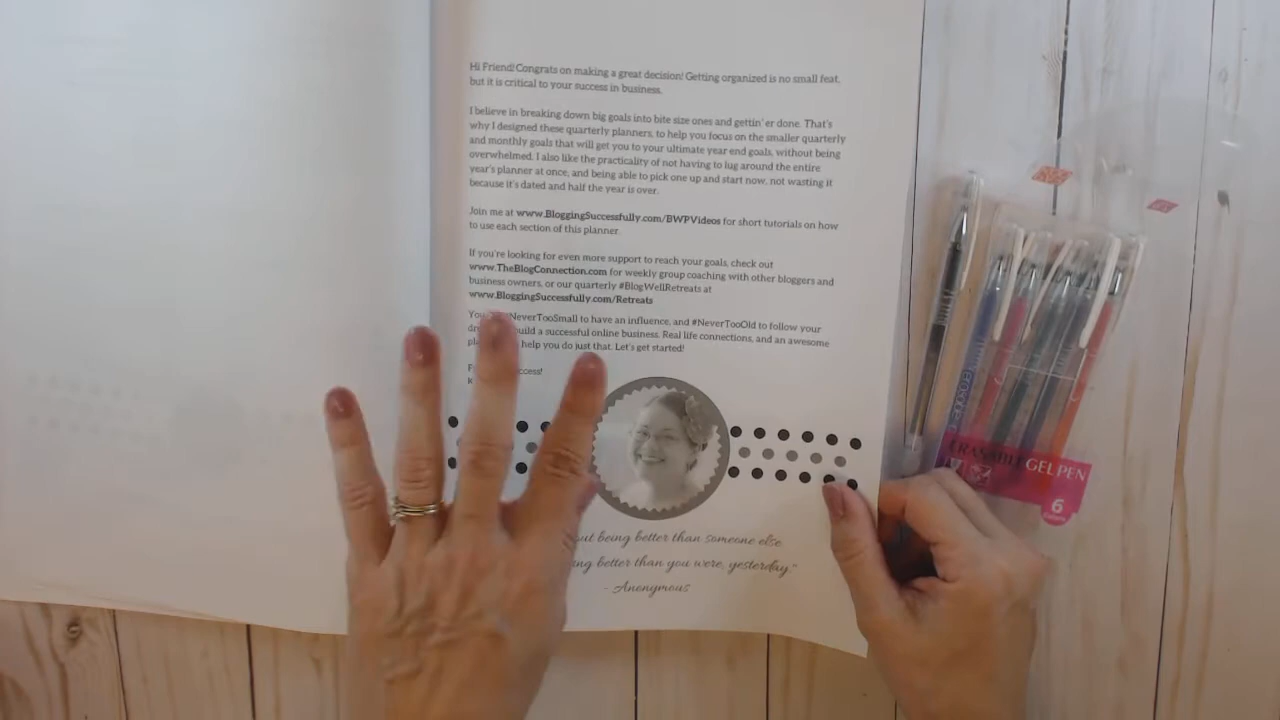 Hi Friend! Congrats on making a great decision! Getting organized is no small feat,
but it is critical to your success in business.
I believe in breaking down big goals into bite size ones and gettin' er done. That's
why I designed these quarterly planners, to help you focus on the smaller quarterly
and monthly goals that will get you to your ultimate year end goals, without being
overwhelmed. I also like the practicality of not having to lug around the entire
year's planner at once, and being able to pick one up and start now, not wasting it
because it's dated and half the year is over.
Join me at www.BloggingSuccessfully.com/BWPVideos for short tutorials on how
to use each section of this planner.
If you're looking for even more support to reach your goals, check out
www.TheBlogConnection.com for weekly group coaching with other bloggers and
business owners, or our quarterly #BlogWellRetreats at
www.BloggingSuccessfully.com/Retreats
You NeverTooSmall to have an influence, and #NeverTooOld to follow your
build a successful online business. Real life connections, and an awesome
help you do just that. Let's get started!
being better than someone else
better than you were, yesterday."
- Anonymous
ERASABLE GEL PEN
6